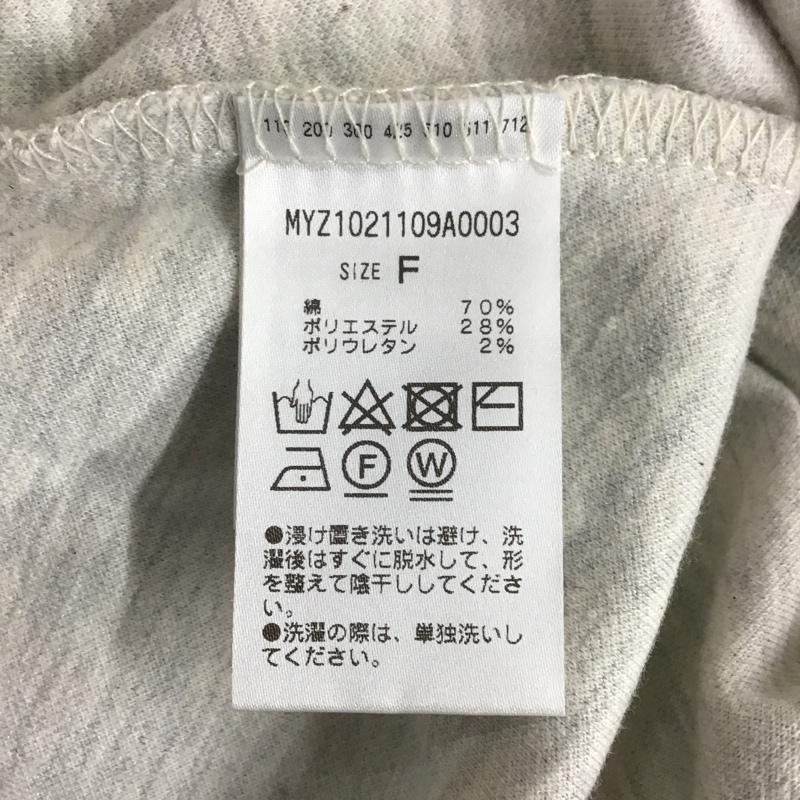 MYZ1021109A0003
SIZE F
綿 70%
ポリエステル 28%
ポリウレタン 2%
F W
●浸け置き洗いは避け、洗
濯後はすぐに脱水して、形
を整えて陰干ししてくださ
い。
●洗濯の際は、単独洗いし
てください。